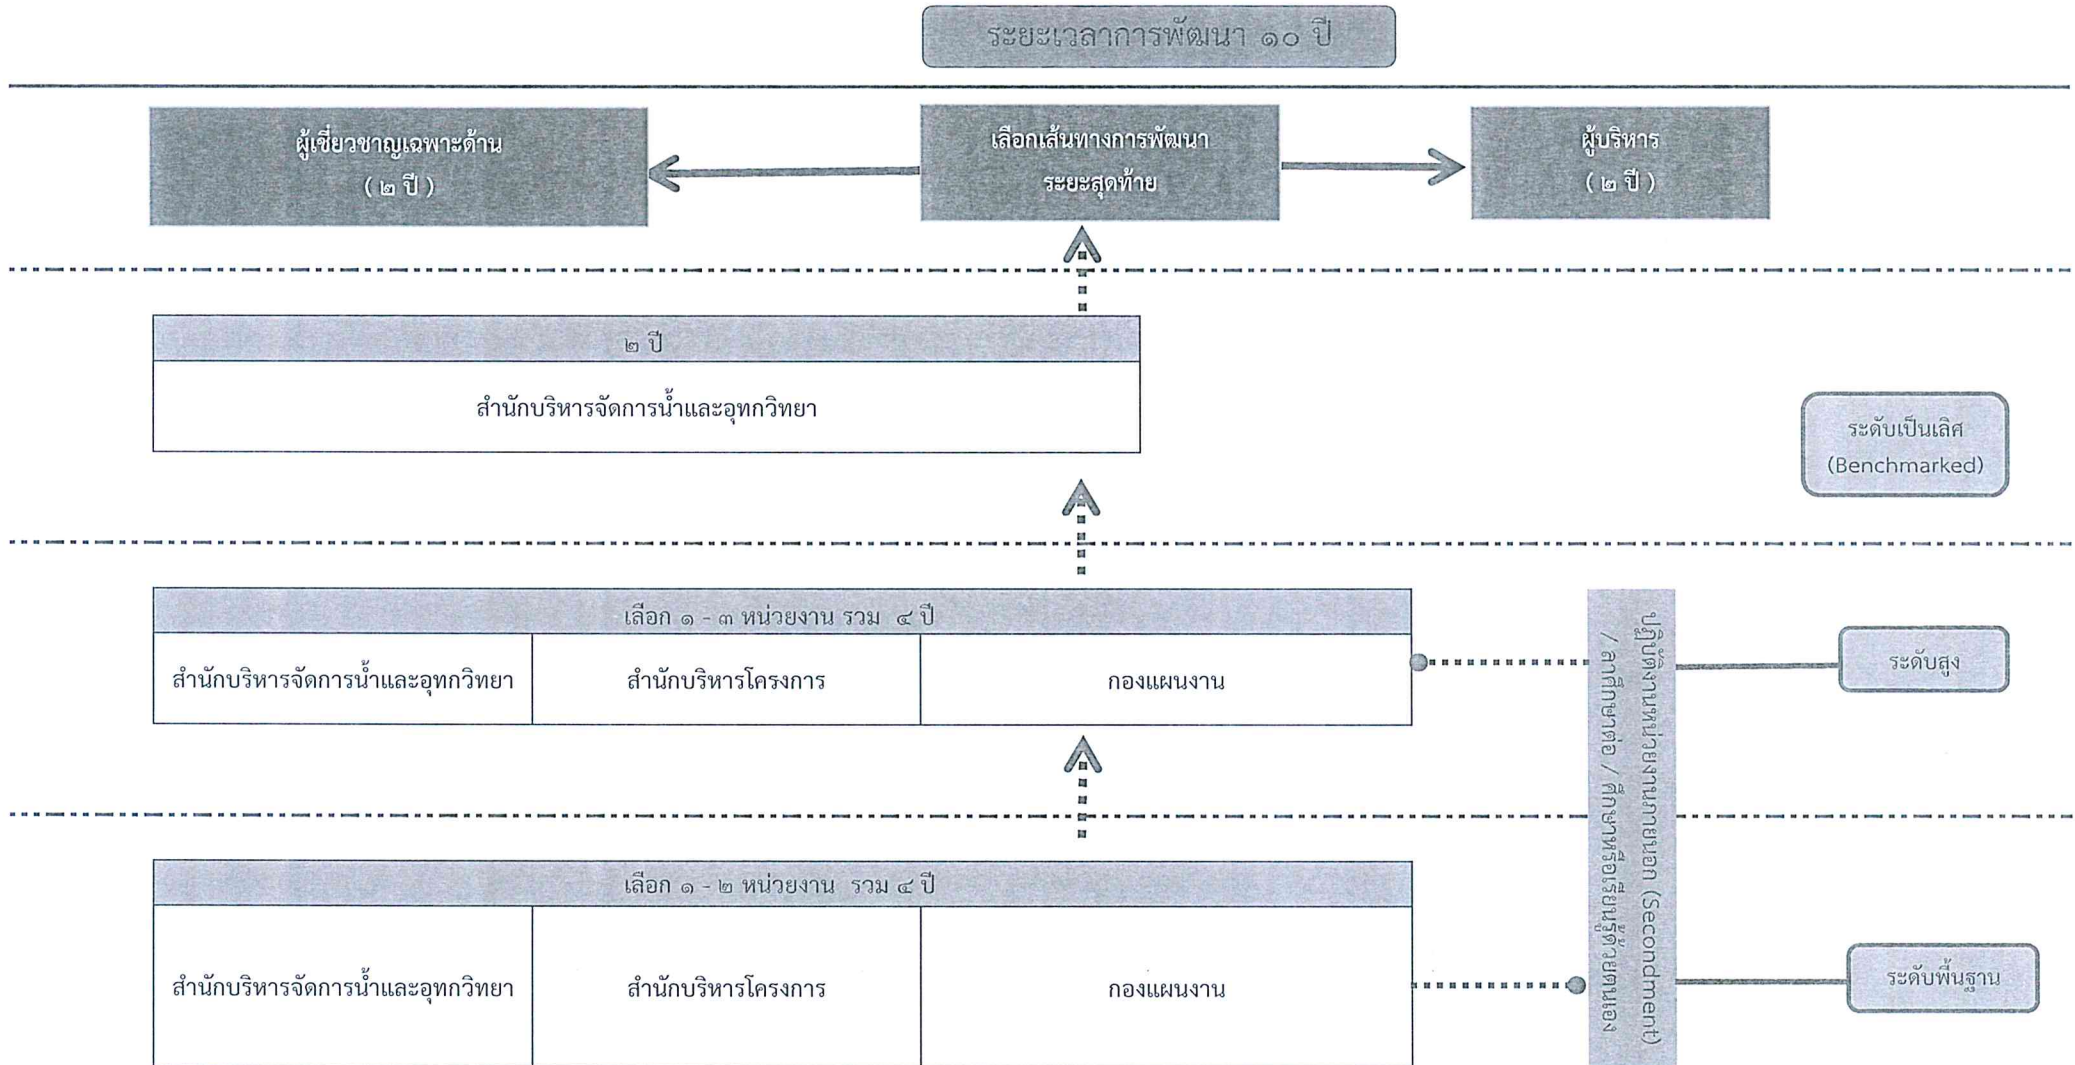 ระยะเวลาการพัฒนา ๑๐ ปี
ผู้เชี่ยวชาญเฉพาะด้าน
( ๒ ปี )
เลือกเส้นทางการพัฒนา
ระยะสุดท้าย
ผู้บริหาร
( ๒ ปี )
๒ ปี
สำนักบริหารจัดการน้ำและอุทกวิทยา
ระดับเป็นเลิศ
(Benchmarked)
เลือก ๑ - ๓ หน่วยงาน รวม ๔ ปี
สำนักบริหารจัดการน้ำและอุทกวิทยา
สำนักบริหารโครงการ
กองแผนงาน
ปฏิบัติงานหน่วยงานภายนอก (Secondment)
/ ลาศึกษาต่อ / ศึกษาหรือเรียนรู้ด้วยตนเอง
ระดับสูง
เลือก ๑ - ๒ หน่วยงาน รวม ๔ ปี
สำนักบริหารจัดการน้ำและอุทกวิทยา
สำนักบริหารโครงการ
กองแผนงาน
ระดับพื้นฐาน